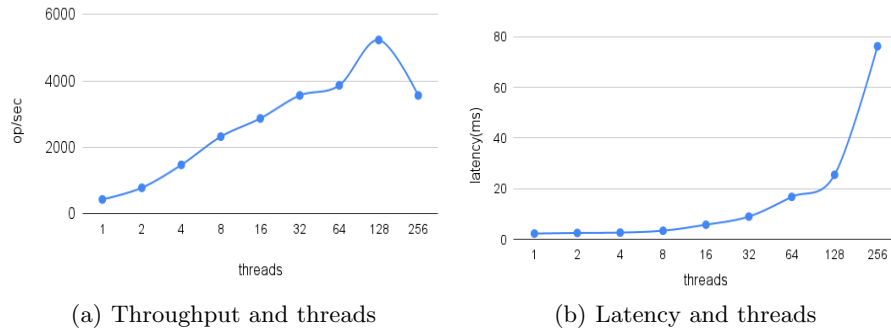 6000
4000
2000
0
op/sec
1 2 4 8 16 32 64 128 256
threads
(a) Throughput and threads
80
60
40
20
0
latency(ms)
1 2 4 8 16 32 64 128 256
threads
(b) Latency and threads